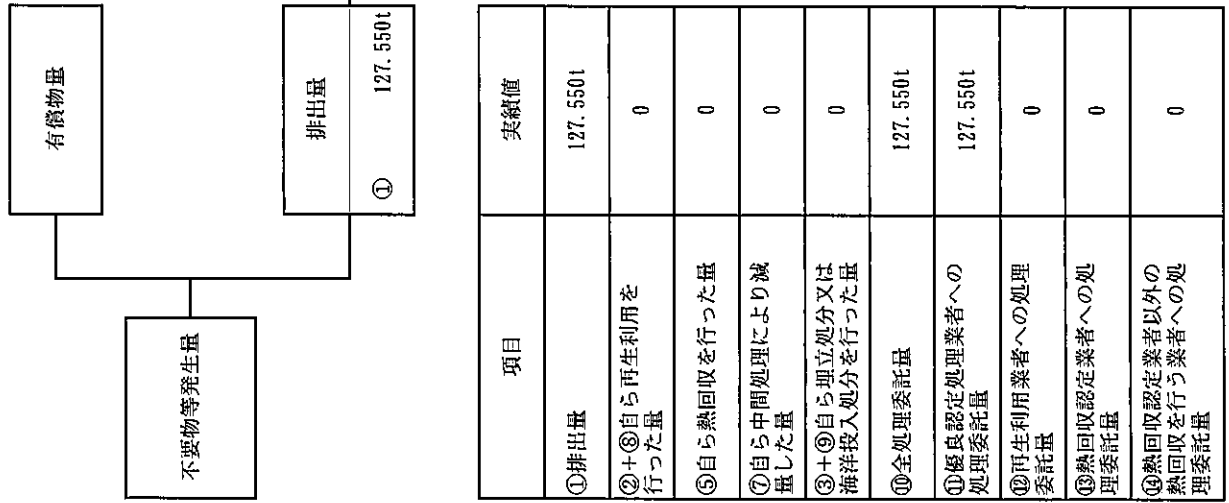 有償物量
不要物等発生量
排出量
① 127.550t
項目 実績値
①排出量 127.550t
②+⑧自ら再生利用を
行った量 0
⑤自ら熱回収を行った量 0
⑦自ら中間処理により減
量した量 0
③+⑨自ら埋立処分又は
海洋投入処分を行った量 0
⑩全処理委託量 127.550t
⑪優良認定処理業者への
処理委託量 127.550t
⑫再生利用業者への処理
委託量 0
⑬熱回収認定業者への処
理委託量 0
⑭熱回収認定業者以外の
熱回収を行う業者への処
理委託量 0